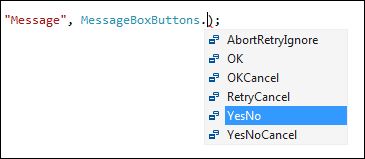 "Message", MessageBoxButtons.);
AbortRetryIgnore
OK
OKCancel
RetryCancel
YesNo
YesNoCancel